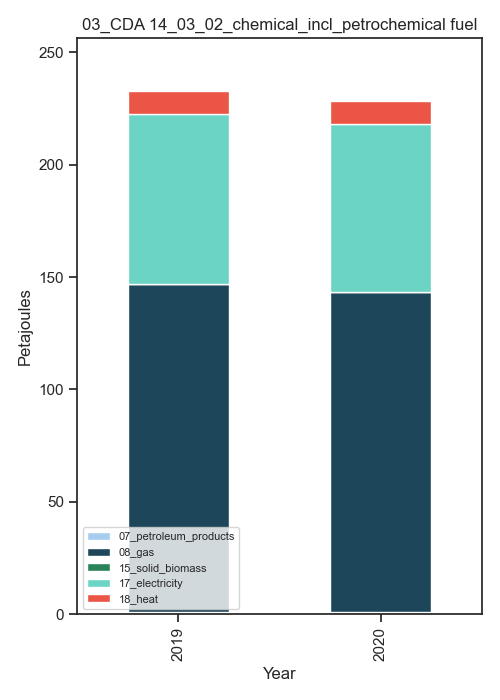 03_CDA 14_03_02_chemical_incl_petrochemical fuel
250
200
150
100
50
0
Petajoules
07_petroleum_products
08_gas
15_solid_biomass
17_electricity
18_heat
2019
2020
Year